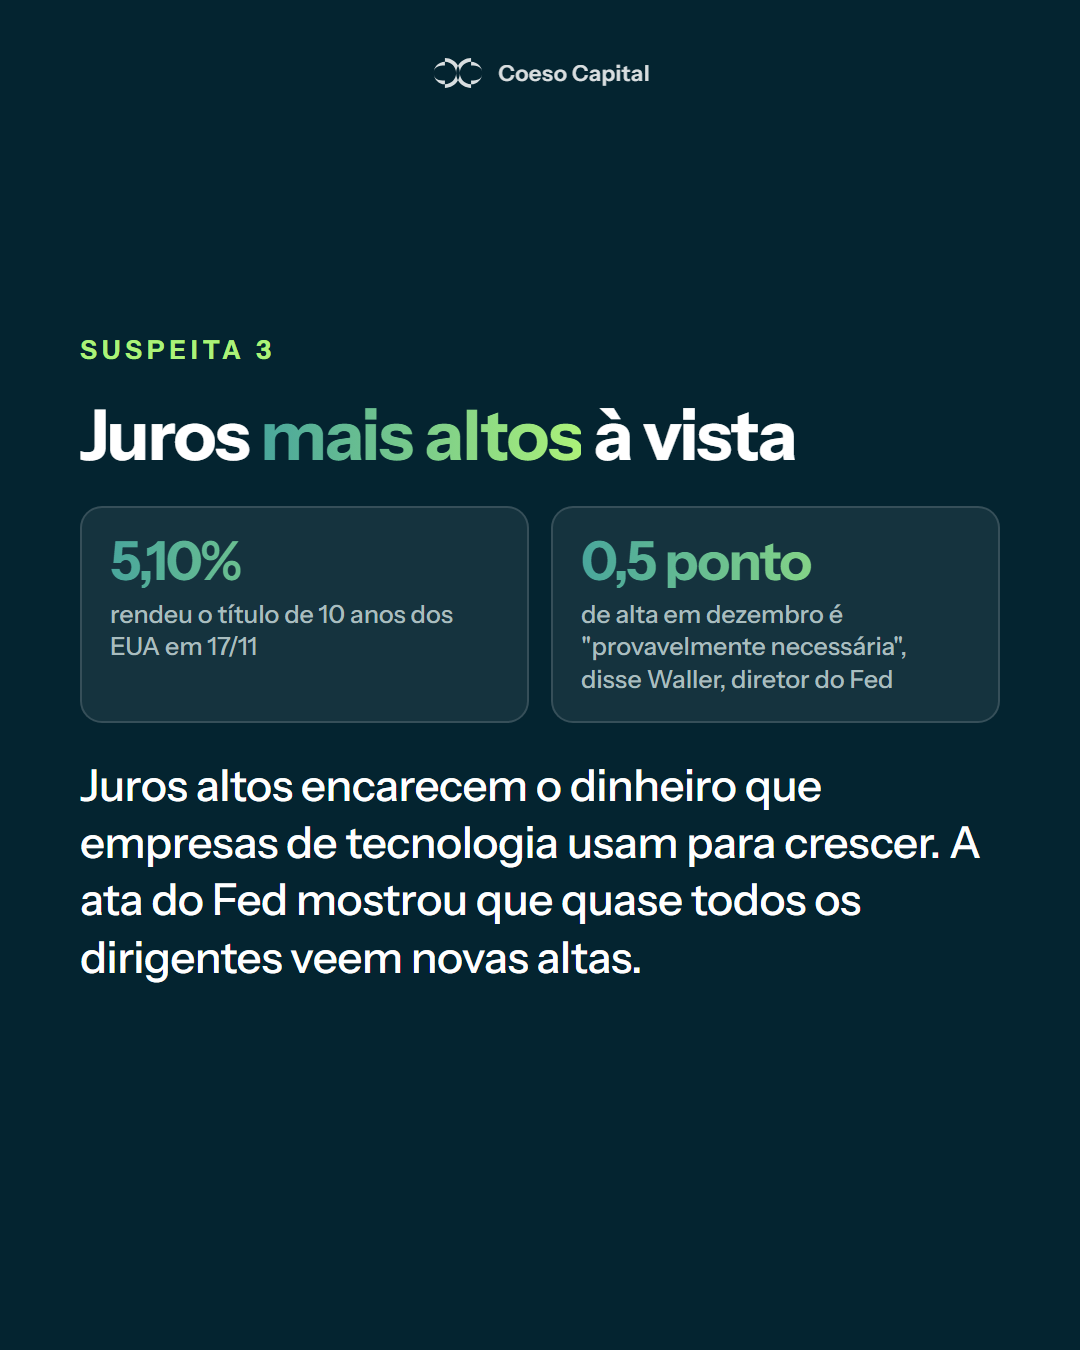 Coeso Capital
SUSPEITA 3
Juros mais altos à vista
5,10%
rendeu o título de 10 anos dos
EUA em 17/11
0,5 ponto
de alta em dezembro é
"provavelmente necessária",
disse Waller, diretor do Fed
Juros altos encarecem o dinheiro que
empresas de tecnologia usam para crescer. A
ata do Fed mostrou que quase todos os
dirigentes veem novas altas.